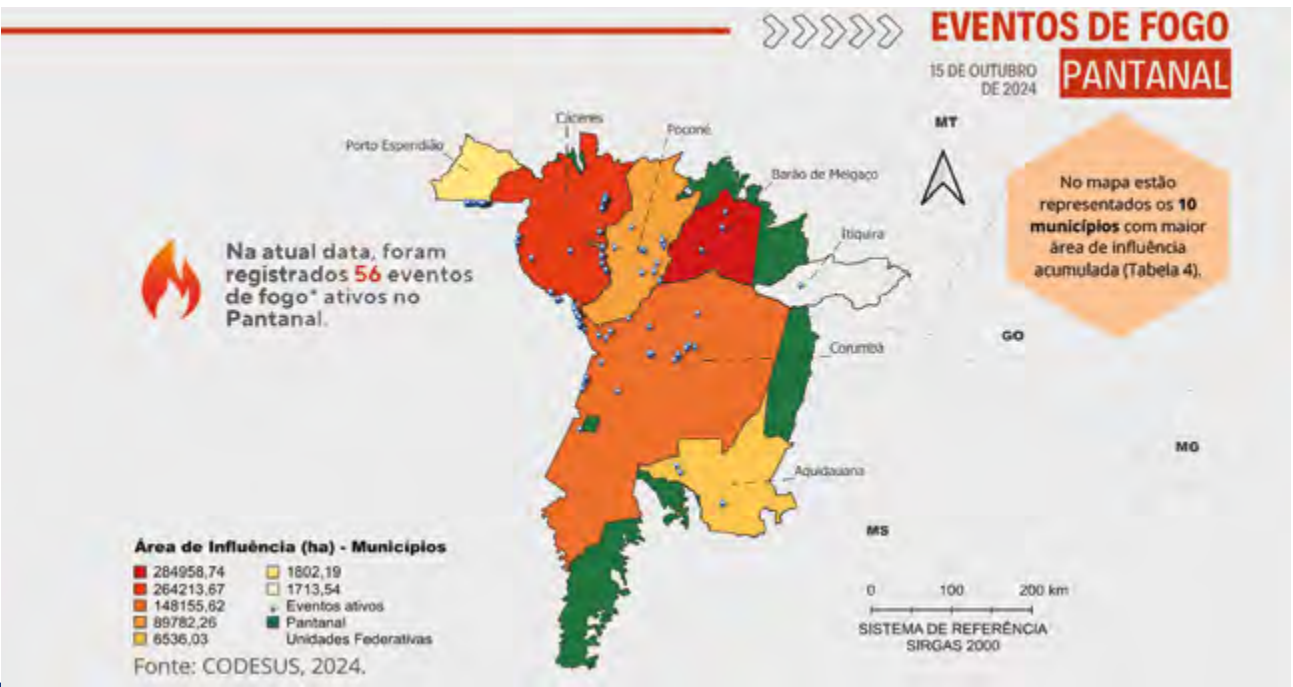 EVENTOS DE FOGO
15 DE OUTUBRO
DE 2024
PANTANAL
Na atual data, foram
registrados 56 eventos
de fogo* ativos no
Pantanal.
No mapa estão
representados os 10
municípios com maior
área de influência
acumulada (Tabela 4).
MT
Cáceres
Poconé
Porto Esperidião
Barão de Melgaço
Itiquira
GO
Corumbá
MG
Aquidauana
MS
Área de Influência (ha) - Municípios
284958,74
264213,67
148155,62
89782,26
6536,03
1802,19
1713,54
Eventos ativos
Pantanal
Unidades Federativas
0 100 200 km
SISTEMA DE REFERÊNCIA
SIRGAS 2000
Fonte: CODESUS, 2024.